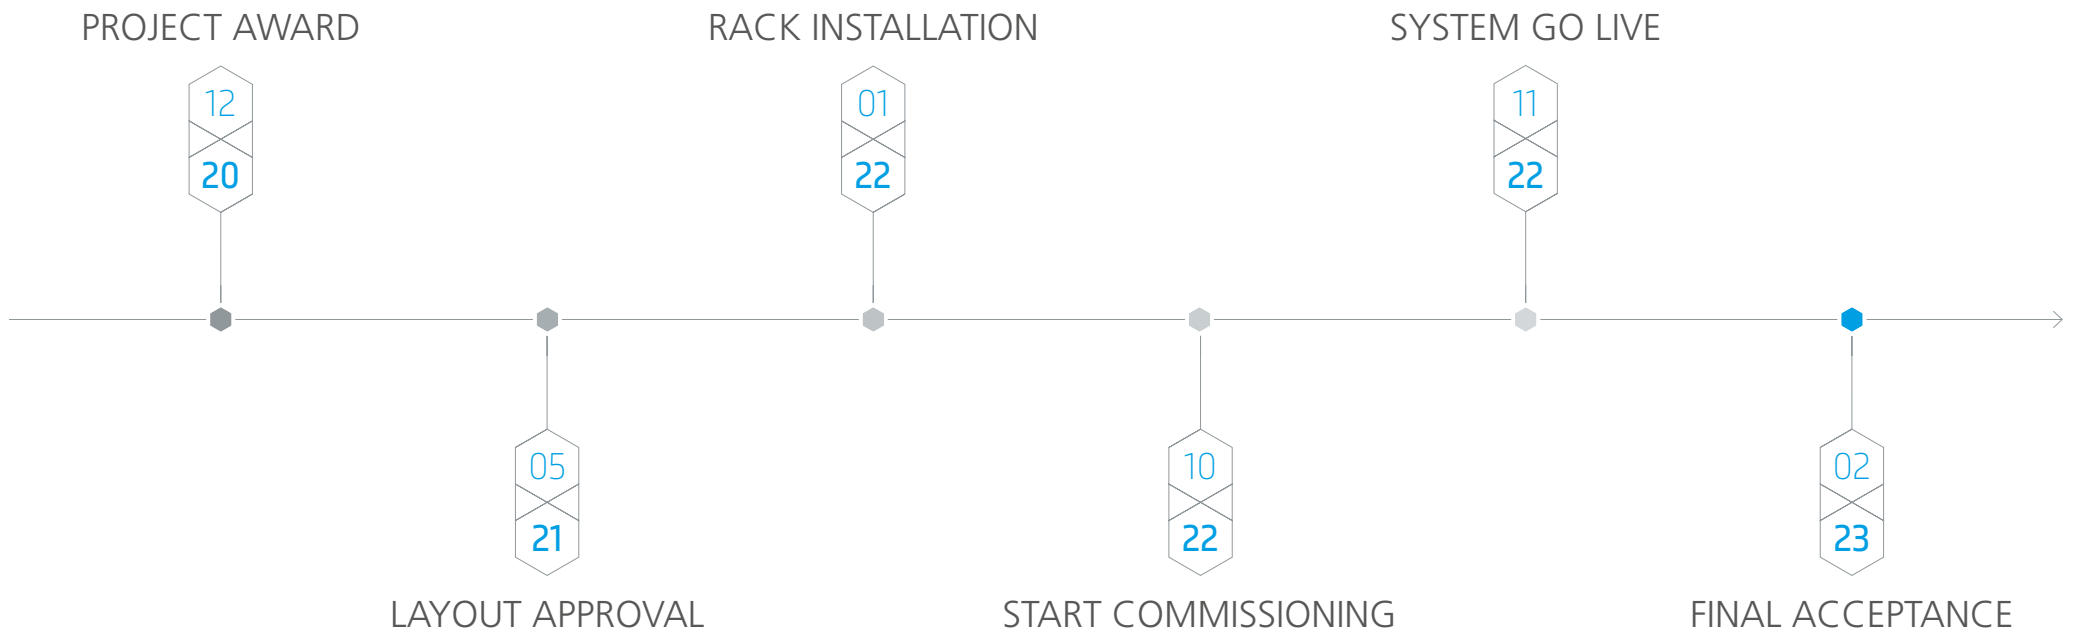 PROJECT AWARD
12
20
LAYOUT APPROVAL
05
21
RACK INSTALLATION
01
22
START COMMISSIONING
10
22
SYSTEM GO LIVE
11
22
FINAL ACCEPTANCE
02
23